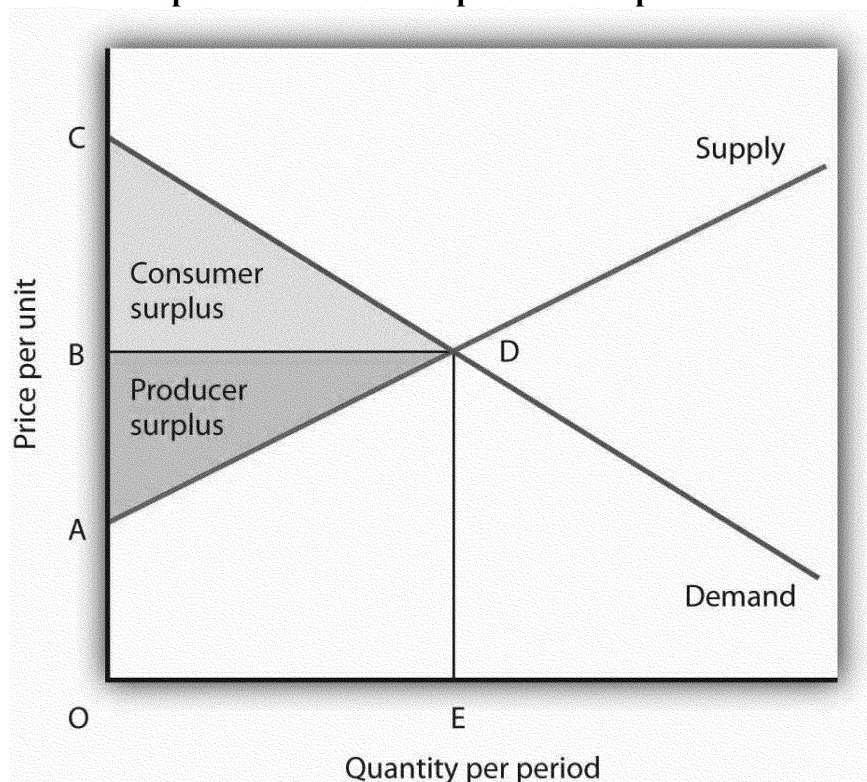 C
Supply
Consumer
surplus
B
D
Producer
surplus
A
Demand
O
E
Price per unit
Quantity per period